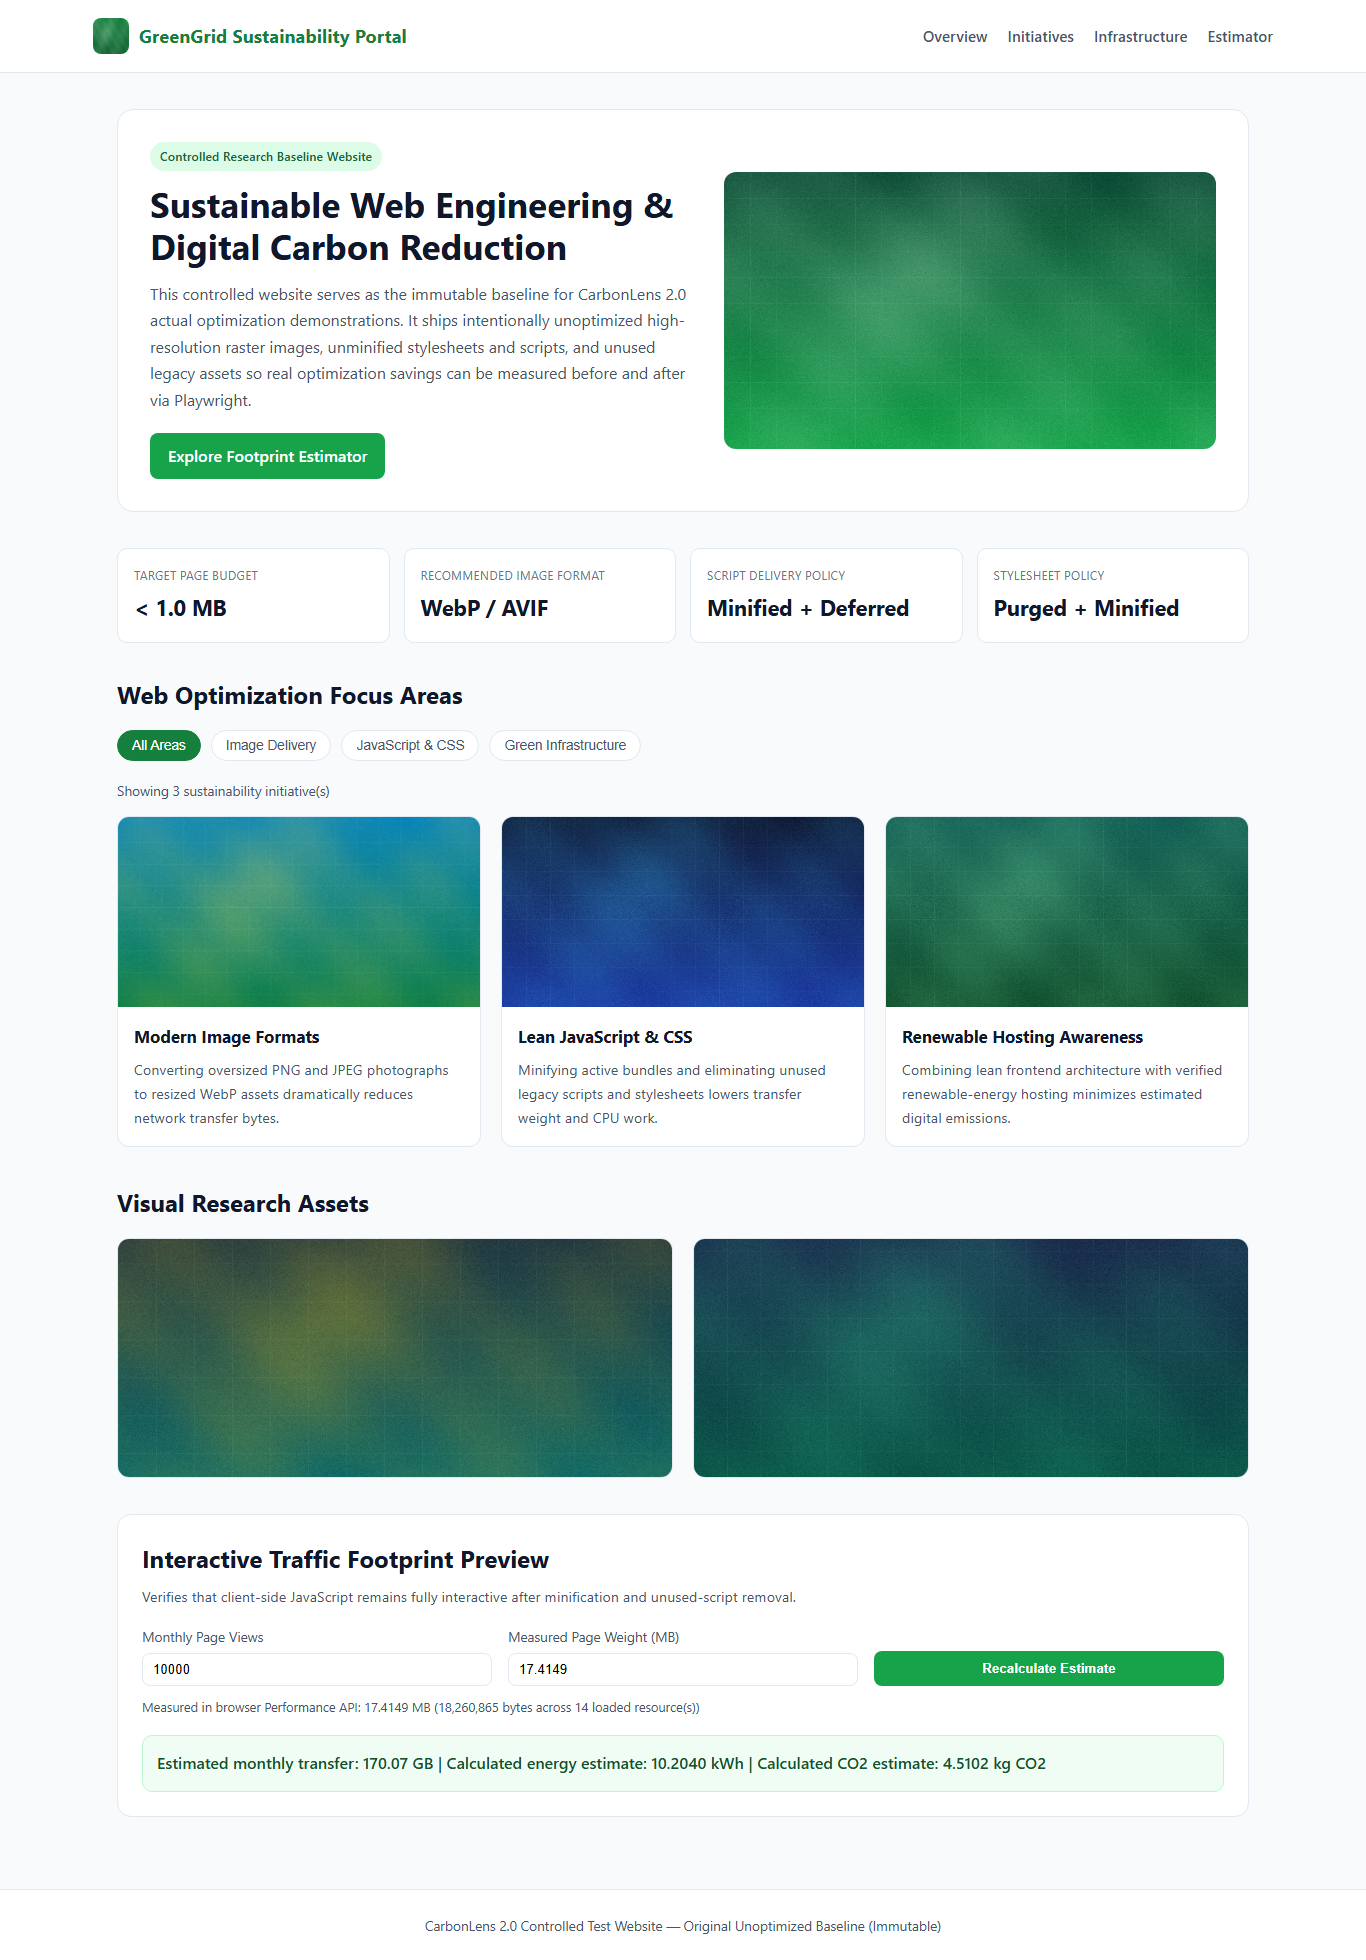 GreenGrid Sustainability Portal
Overview Initiatives Infrastructure Estimator
Controlled Research Baseline Website
Sustainable Web Engineering &
Digital Carbon Reduction
This controlled website serves as the immutable baseline for CarbonLens 2.0
actual optimization demonstrations. It ships intentionally unoptimized high-
resolution raster images, unminified stylesheets and scripts, and unused
legacy assets so real optimization savings can be measured before and after
via Playwright.
Explore Footprint Estimator
TARGET PAGE BUDGET
< 1.0 MB
RECOMMENDED IMAGE FORMAT
WebP / AVIF
SCRIPT DELIVERY POLICY
Minified + Deferred
STYLESHEET POLICY
Purged + Minified
Web Optimization Focus Areas
All Areas
Image Delivery
JavaScript & CSS
Green Infrastructure
Showing 3 sustainability initiative(s)
Modern Image Formats
Converting oversized PNG and JPEG photographs
to resized WebP assets dramatically reduces
network transfer bytes.
Lean JavaScript & CSS
Minifying active bundles and eliminating unused
legacy scripts and stylesheets lowers transfer
weight and CPU work.
Renewable Hosting Awareness
Combining lean frontend architecture with verified
renewable-energy hosting minimizes estimated
digital emissions.
Visual Research Assets
Interactive Traffic Footprint Preview
Verifies that client-side JavaScript remains fully interactive after minification and unused-script removal.
Monthly Page Views
10000
Measured Page Weight (MB)
17.4149
Recalculate Estimate
Measured in browser Performance API: 17.4149 MB (18,260,865 bytes across 14 loaded resource(s))
Estimated monthly transfer: 170.07 GB | Calculated energy estimate: 10.2040 kWh | Calculated CO2 estimate: 4.5102 kg CO2
CarbonLens 2.0 Controlled Test Website — Original Unoptimized Baseline (Immutable)